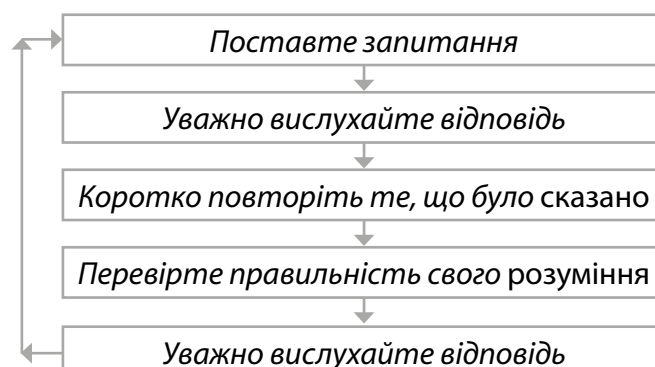 Поставте запитання
Уважно вислухайте відповідь
Коротко повторіть те, що було сказано
Перевірте правильність свого розуміння
Уважно вислухайте відповідь